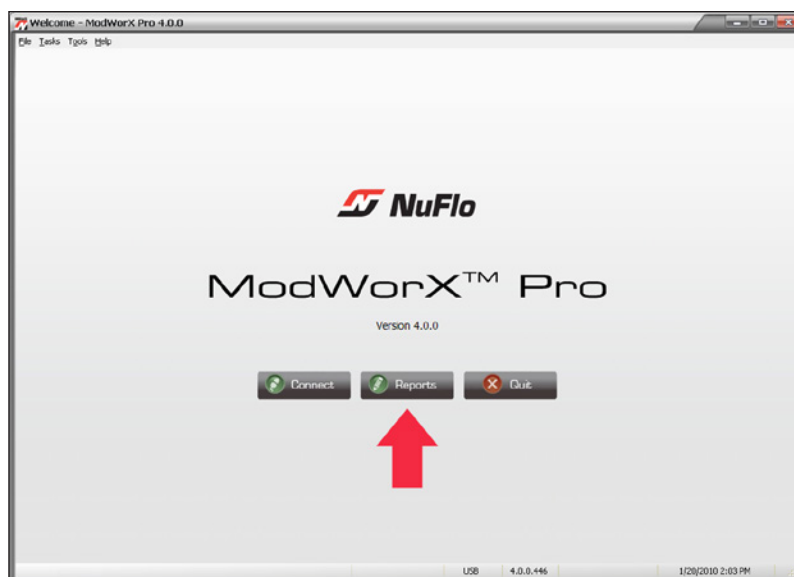 Welcome - ModWorX Pro 4.0.0
File Tasks Tools Help
NuFlo
ModWorX™ Pro
Version 4.0.0
Connect Reports Quit
USB 4.0.0.446 1/20/2010 2:03 PM